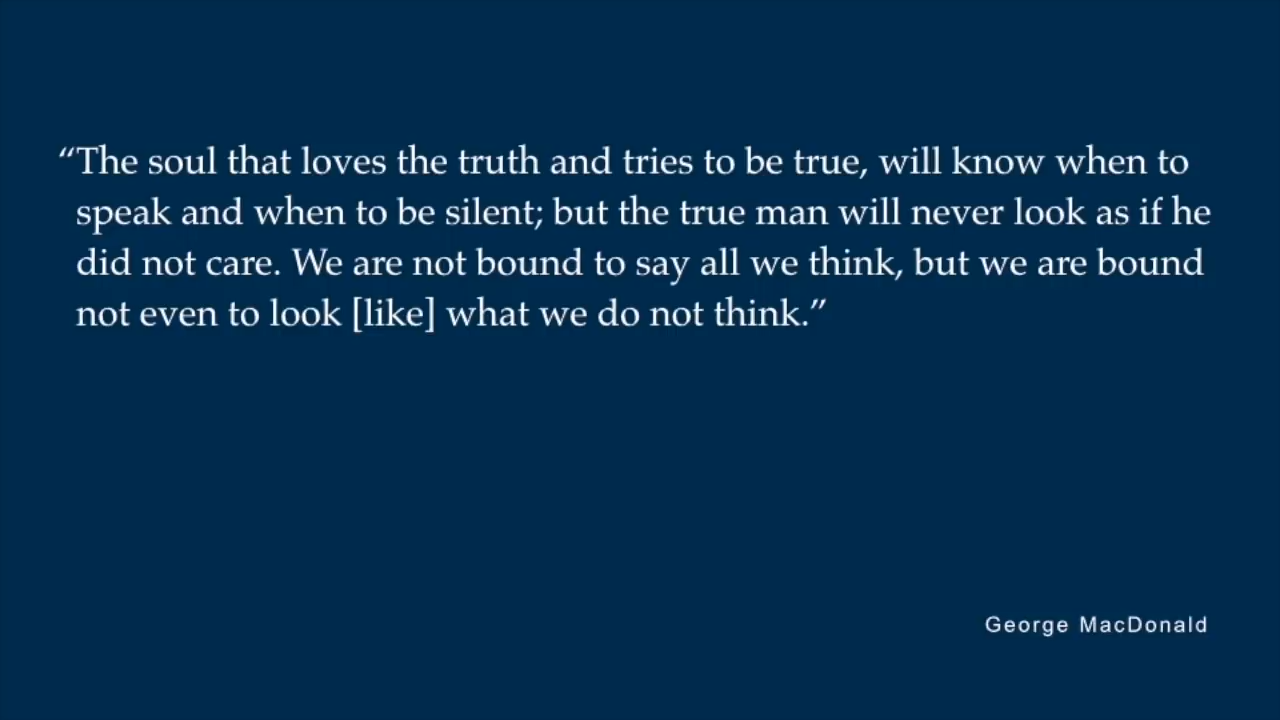 “The soul that loves the truth and tries to be true, will know when to
speak and when to be silent; but the true man will never look as if he
did not care. We are not bound to say all we think, but we are bound
not even to look [like] what we do not think.”
George MacDonald